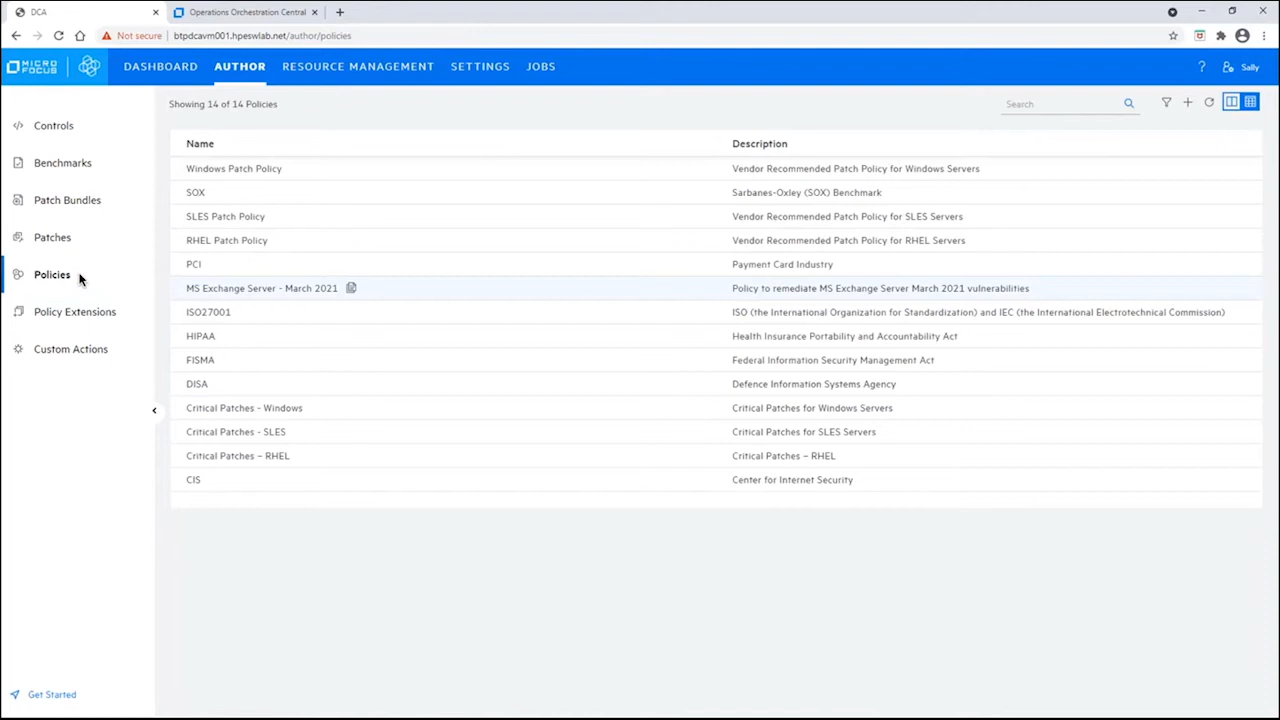 DCA
Operations Orchestration Central
Not secure
btpdcavm001.hpeswlab.net/author/policies
MICRO FOCUS
DASHBOARD
AUTHOR
RESOURCE MANAGEMENT
SETTINGS
JOBS
?
Sally
Controls
Benchmarks
Patch Bundles
Patches
Policies
Policy Extensions
Custom Actions
Get Started
Showing 14 of 14 Policies
Search
Name Description
Windows Patch Policy Vendor Recommended Patch Policy for Windows Servers
SOX Sarbanes-Oxley (SOX) Benchmark
SLES Patch Policy Vendor Recommended Patch Policy for SLES Servers
RHEL Patch Policy Vendor Recommended Patch Policy for RHEL Servers
PCI Payment Card Industry
MS Exchange Server - March 2021 Policy to remediate MS Exchange Server March 2021 vulnerabilities
ISO27001 ISO (the International Organization for Standardization) and IEC (the International Electrotechnical Commission)
HIPAA Health Insurance Portability and Accountability Act
FISMA Federal Information Security Management Act
DISA Defence Information Systems Agency
Critical Patches - Windows Critical Patches for Windows Servers
Critical Patches - SLES Critical Patches for SLES Servers
Critical Patches – RHEL Critical Patches – RHEL
CIS Center for Internet Security